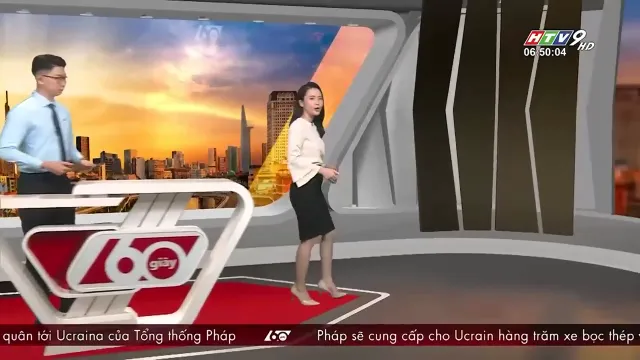 HTV9 HD
06:50:04
60 giây
quân tới Ucraina của Tổng thống Pháp 60 Pháp sẽ cung cấp cho Ucrain hàng trăm xe bọc thép